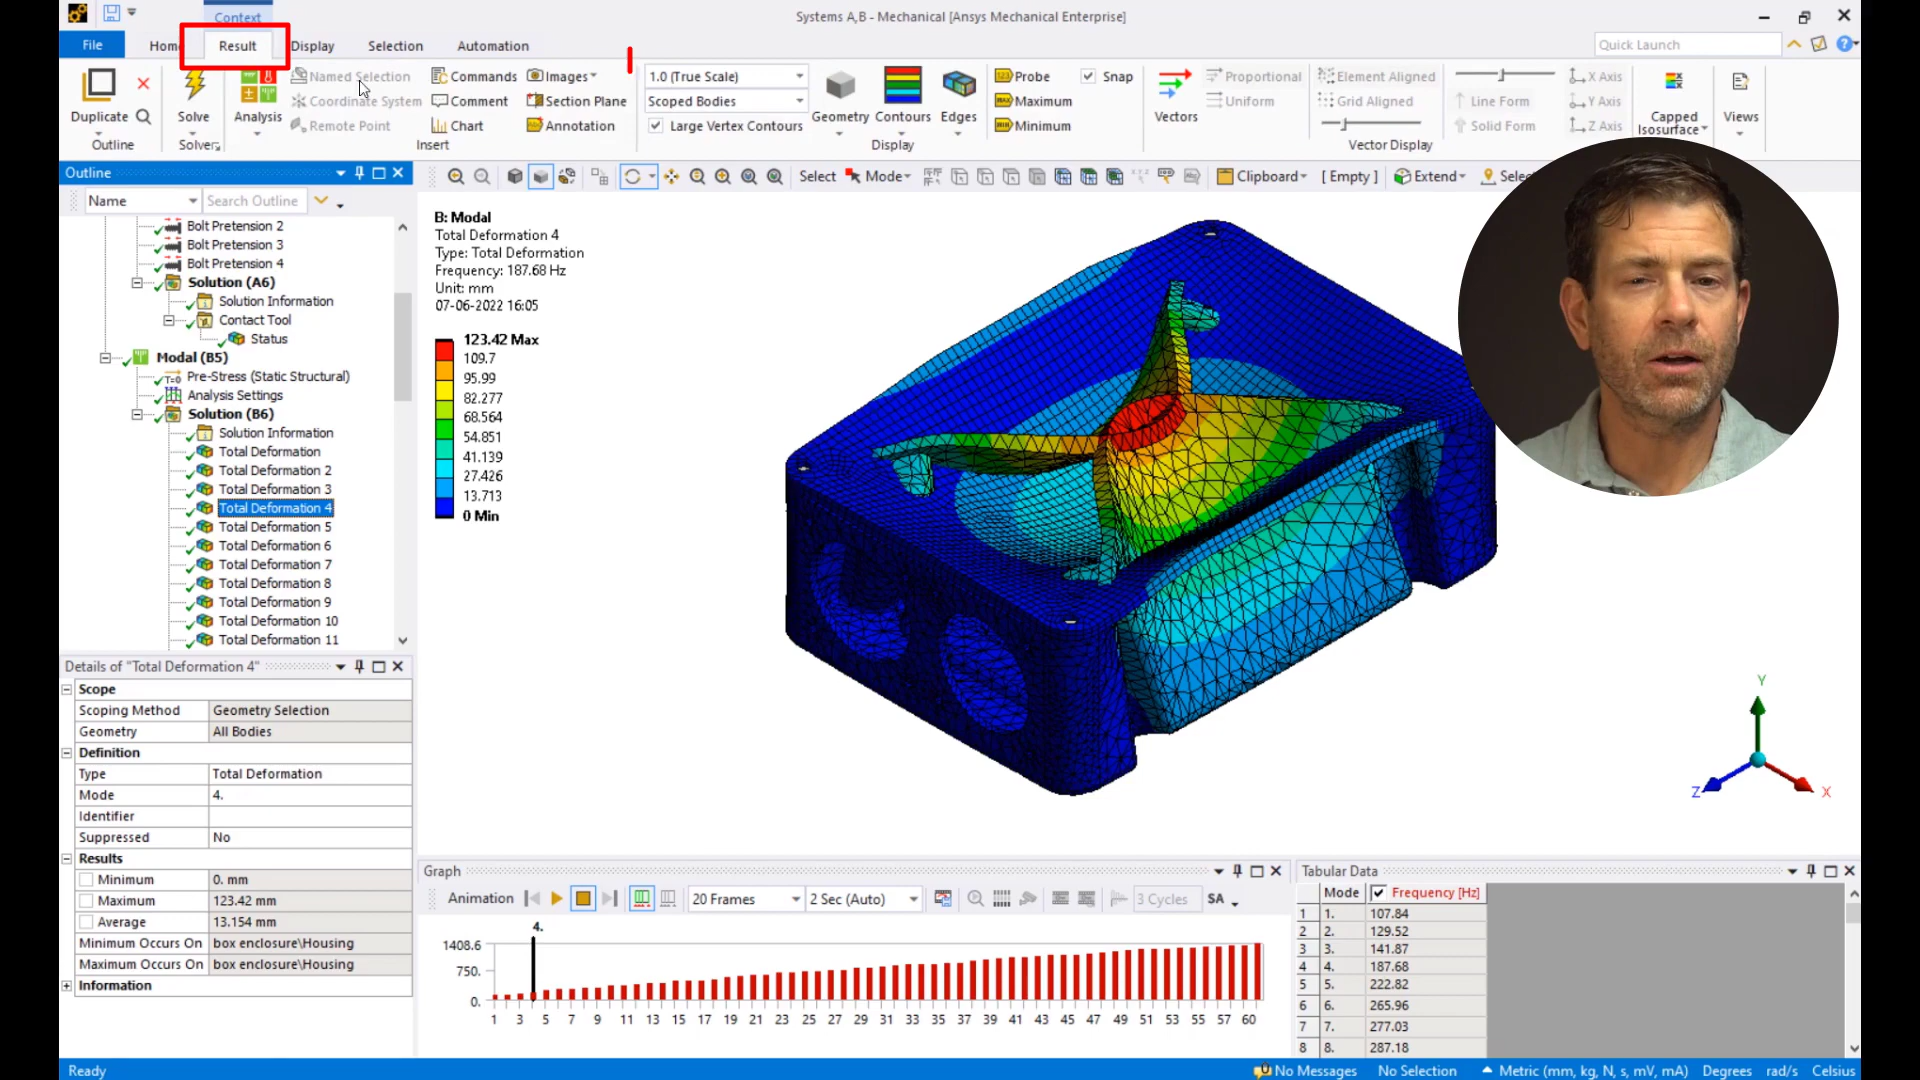 Context
Systems A,B - Mechanical [Ansys Mechanical Enterprise]
File
Home
Result
Display
Selection
Automation
Quick Launch
Duplicate
Outline
Solve
Solver
Analysis
Named Selection
Coordinate System
Remote Point
Commands
Comment
Chart
Images
Section Plane
Annotation
Insert
1.0 (True Scale)
Scoped Bodies
Large Vertex Contours
Geometry
Contours
Edges
Display
Probe
Maximum
Minimum
Snap
Vectors
Proportional
Uniform
Element Aligned
Grid Aligned
Line Form
Solid Form
X Axis
Y Axis
Z Axis
Vector Display
Capped
Isosurface
Views
Outline
Name
Search Outline
Select
Mode
Clipboard
[ Empty ]
Extend
Bolt Pretension 2
Bolt Pretension 3
Bolt Pretension 4
Solution (A6)
Solution Information
Contact Tool
Status
Modal (B5)
T=0
Pre-Stress (Static Structural)
Analysis Settings
Solution (B6)
Solution Information
Total Deformation
Total Deformation 2
Total Deformation 3
Total Deformation 4
Total Deformation 5
Total Deformation 6
Total Deformation 7
Total Deformation 8
Total Deformation 9
Total Deformation 10
Total Deformation 11
B: Modal
Total Deformation 4
Type: Total Deformation
Frequency: 187.68 Hz
Unit: mm
07-06-2022 16:05
123.42 Max
109.7
95.99
82.277
68.564
54.851
41.139
27.426
13.713
0 Min
Y
Z
X
Details of "Total Deformation 4"
Scope
Scoping Method Geometry Selection
Geometry All Bodies
Definition
Type Total Deformation
Mode 4.
Identifier
Suppressed No
Results
Minimum 0. mm
Maximum 123.42 mm
Average 13.154 mm
Minimum Occurs On box enclosure\Housing
Maximum Occurs On box enclosure\Housing
Information
Graph
Animation
20 Frames
2 Sec (Auto)
3 Cycles
SA
4.
1408.6
750.
0.
1 3 5 7 9 11 13 15 17 19 21 23 25 27 29 31 33 35 37 39 41 43 45 47 49 51 53 55 57 60
Tabular Data
Mode Frequency [Hz]
1 1. 107.84
2 2. 129.52
3 3. 141.87
4 4. 187.68
5 5. 222.82
6 6. 265.96
7 7. 277.03
8 8. 287.18
Ready
No Messages
No Selection
Metric (mm, kg, N, s, mV, mA)
Degrees
rad/s
Celsius